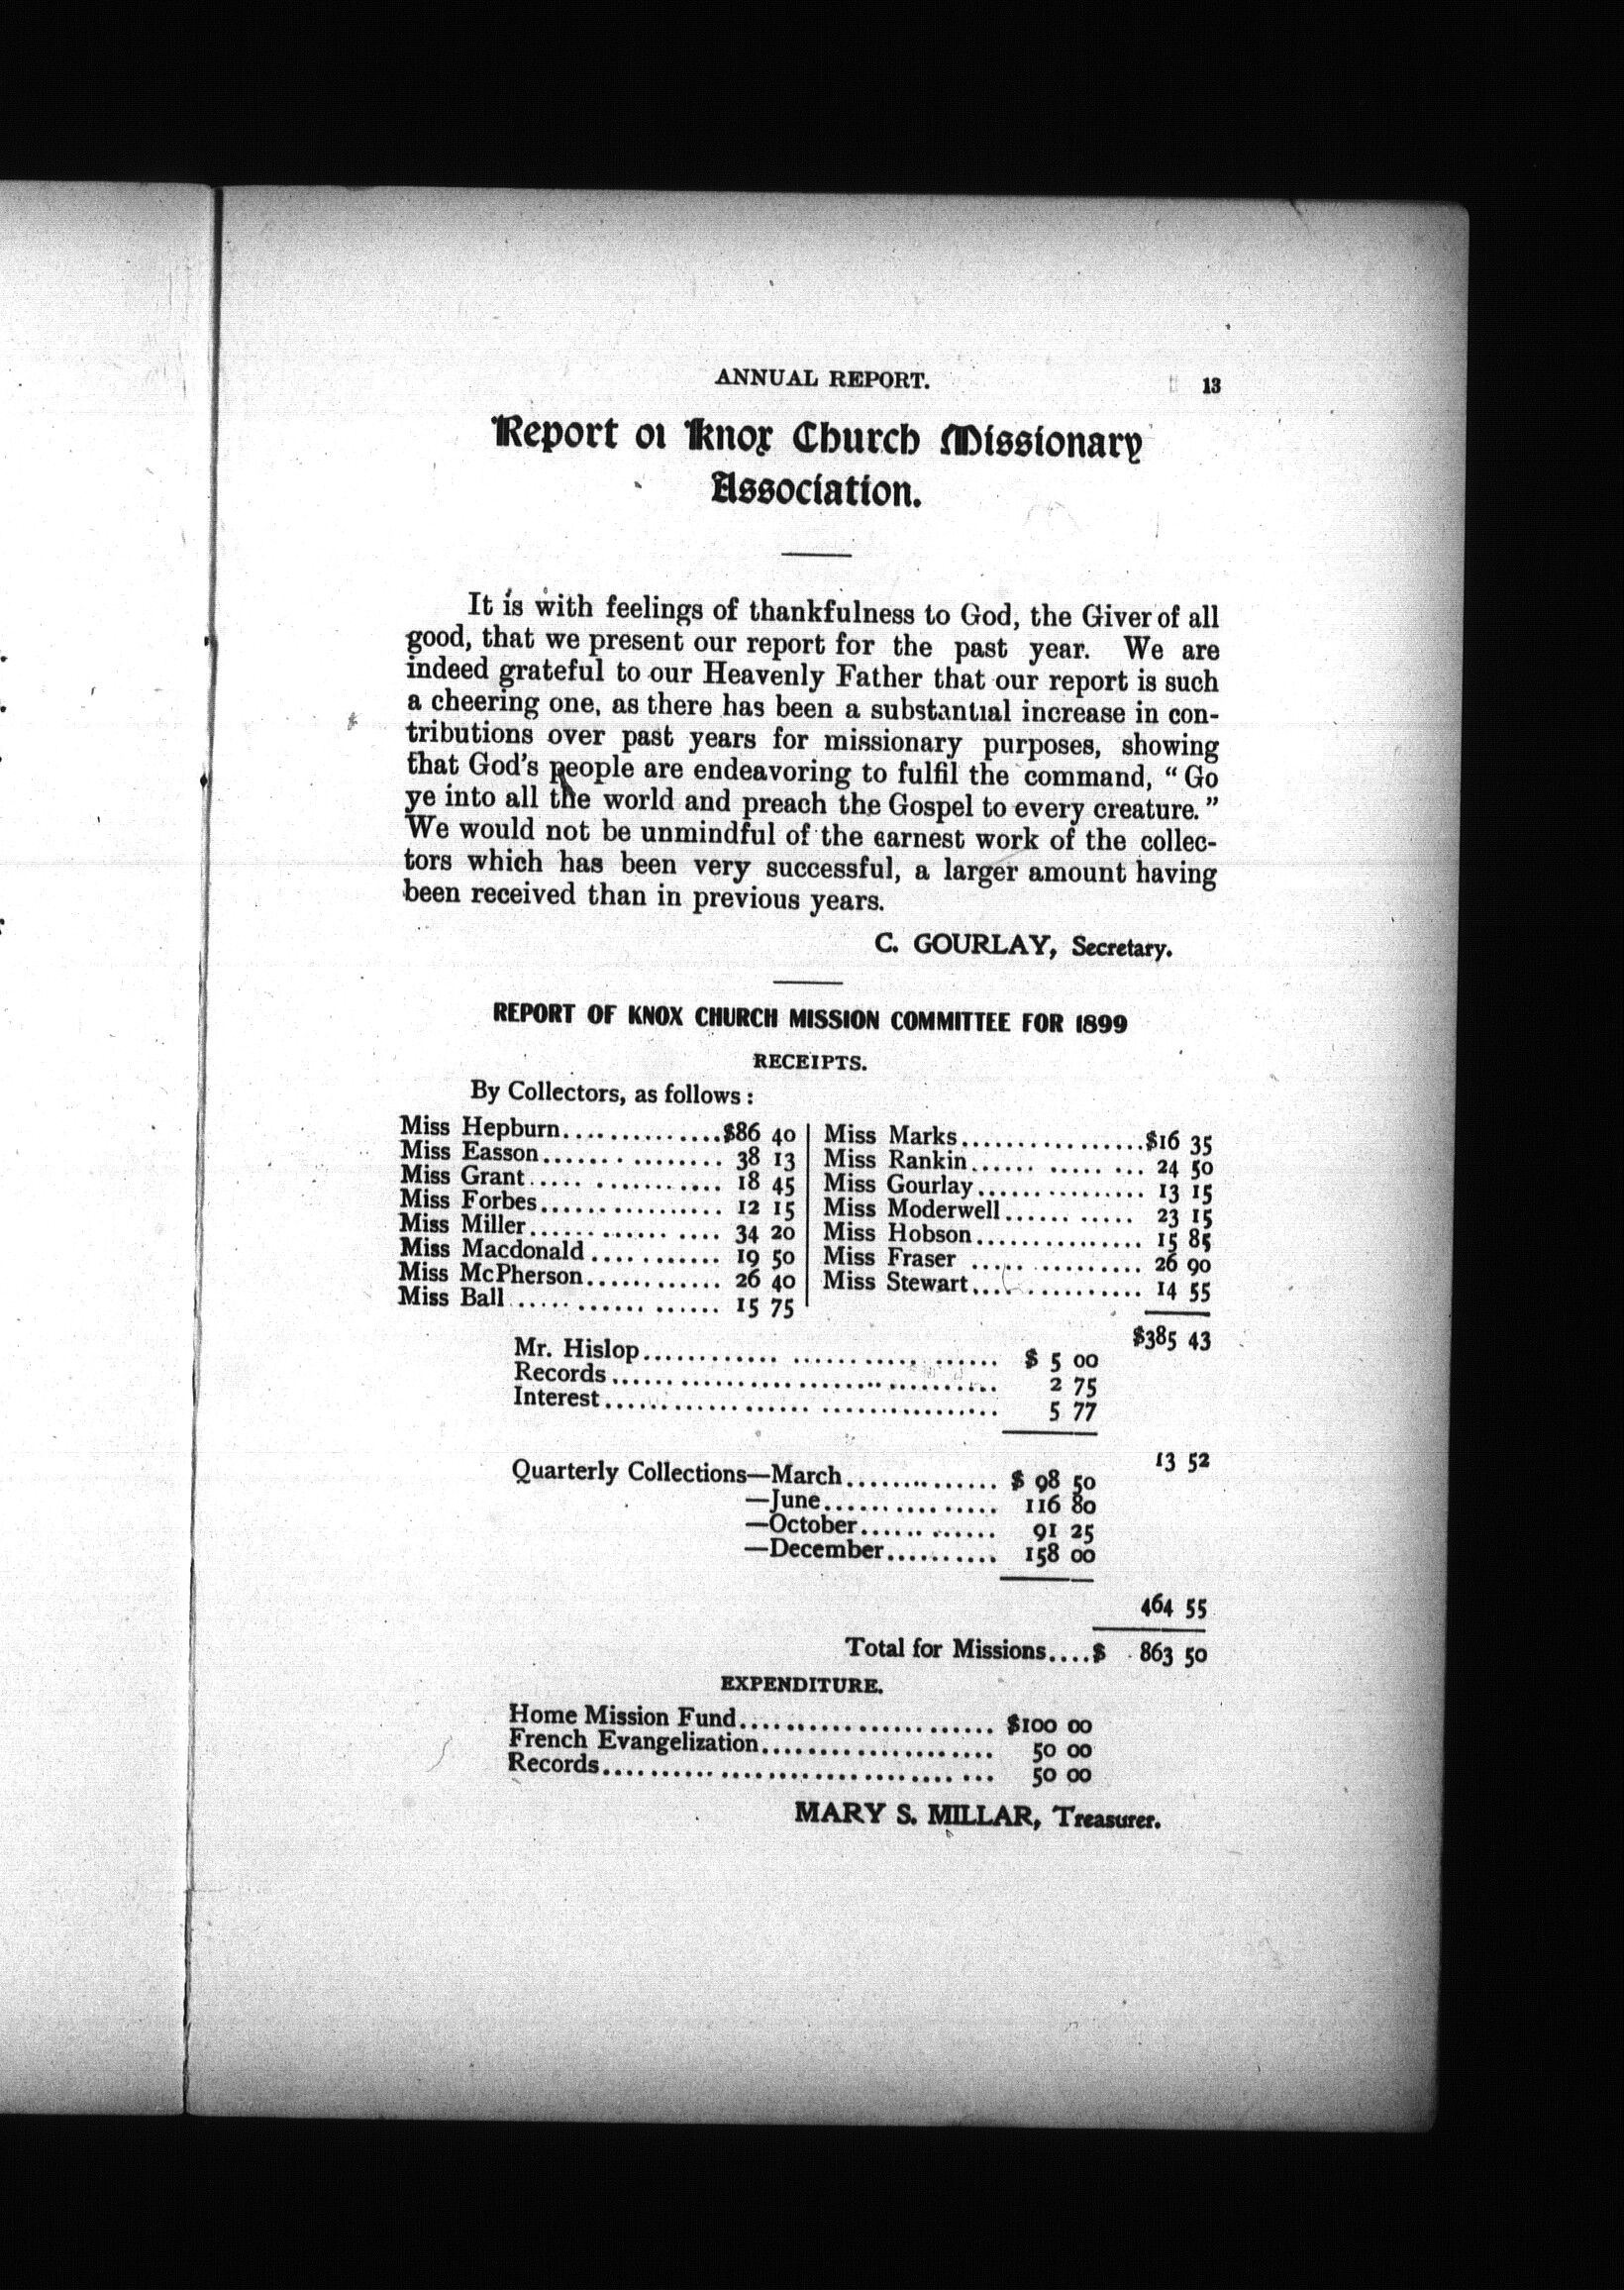 ANNUAL REPORT. 13
Report of Knox Church Missionary
Association.
It is with feelings of thankfulness to God, the Giver of all
good, that we present our report for the past year. We are
indeed grateful to our Heavenly Father that our report is such
a cheering one, as there has been a substantial increase in con-
tributions over past years for missionary purposes, showing
that God's people are endeavoring to fulfil the command, “Go
ye into all the world and preach the Gospel to every creature.”
We would not be unmindful of the earnest work of the collec-
tors which has been very successful, a larger amount having
been received than in previous years.
C. GOURLAY, Secretary.
REPORT OF KNOX CHURCH MISSION COMMITTEE FOR 1899
RECEIPTS.
By Collectors, as follows:
Miss Hepburn................$86 40
Miss Easson................ 38 13
Miss Grant................ 18 45
Miss Forbes................ 12 15
Miss Miller................ 34 20
Miss Macdonald............ 19 50
Miss McPherson............ 26 40
Miss Ball.................. 15 75
Miss Marks................$16 35
Miss Rankin............... 24 50
Miss Gourlay............... 13 15
Miss Moderwell........... 23 15
Miss Hobson............... 15 85
Miss Fraser ............... 26 90
Miss Stewart............... 14 55
$385 43
Mr. Hislop.............................. $ 5 00
Records................................. 2 75
Interest................................. 5 77
13 52
Quarterly Collections—March.............. $ 98 50
—June................ 116 80
—October............ 91 25
—December.......... 158 00
464 55
Total for Missions....$ 863 50
EXPENDITURE.
Home Mission Fund...................... $100 00
French Evangelization.................... 50 00
Records.................................. 50 00
MARY S. MILLAR, Treasurer.